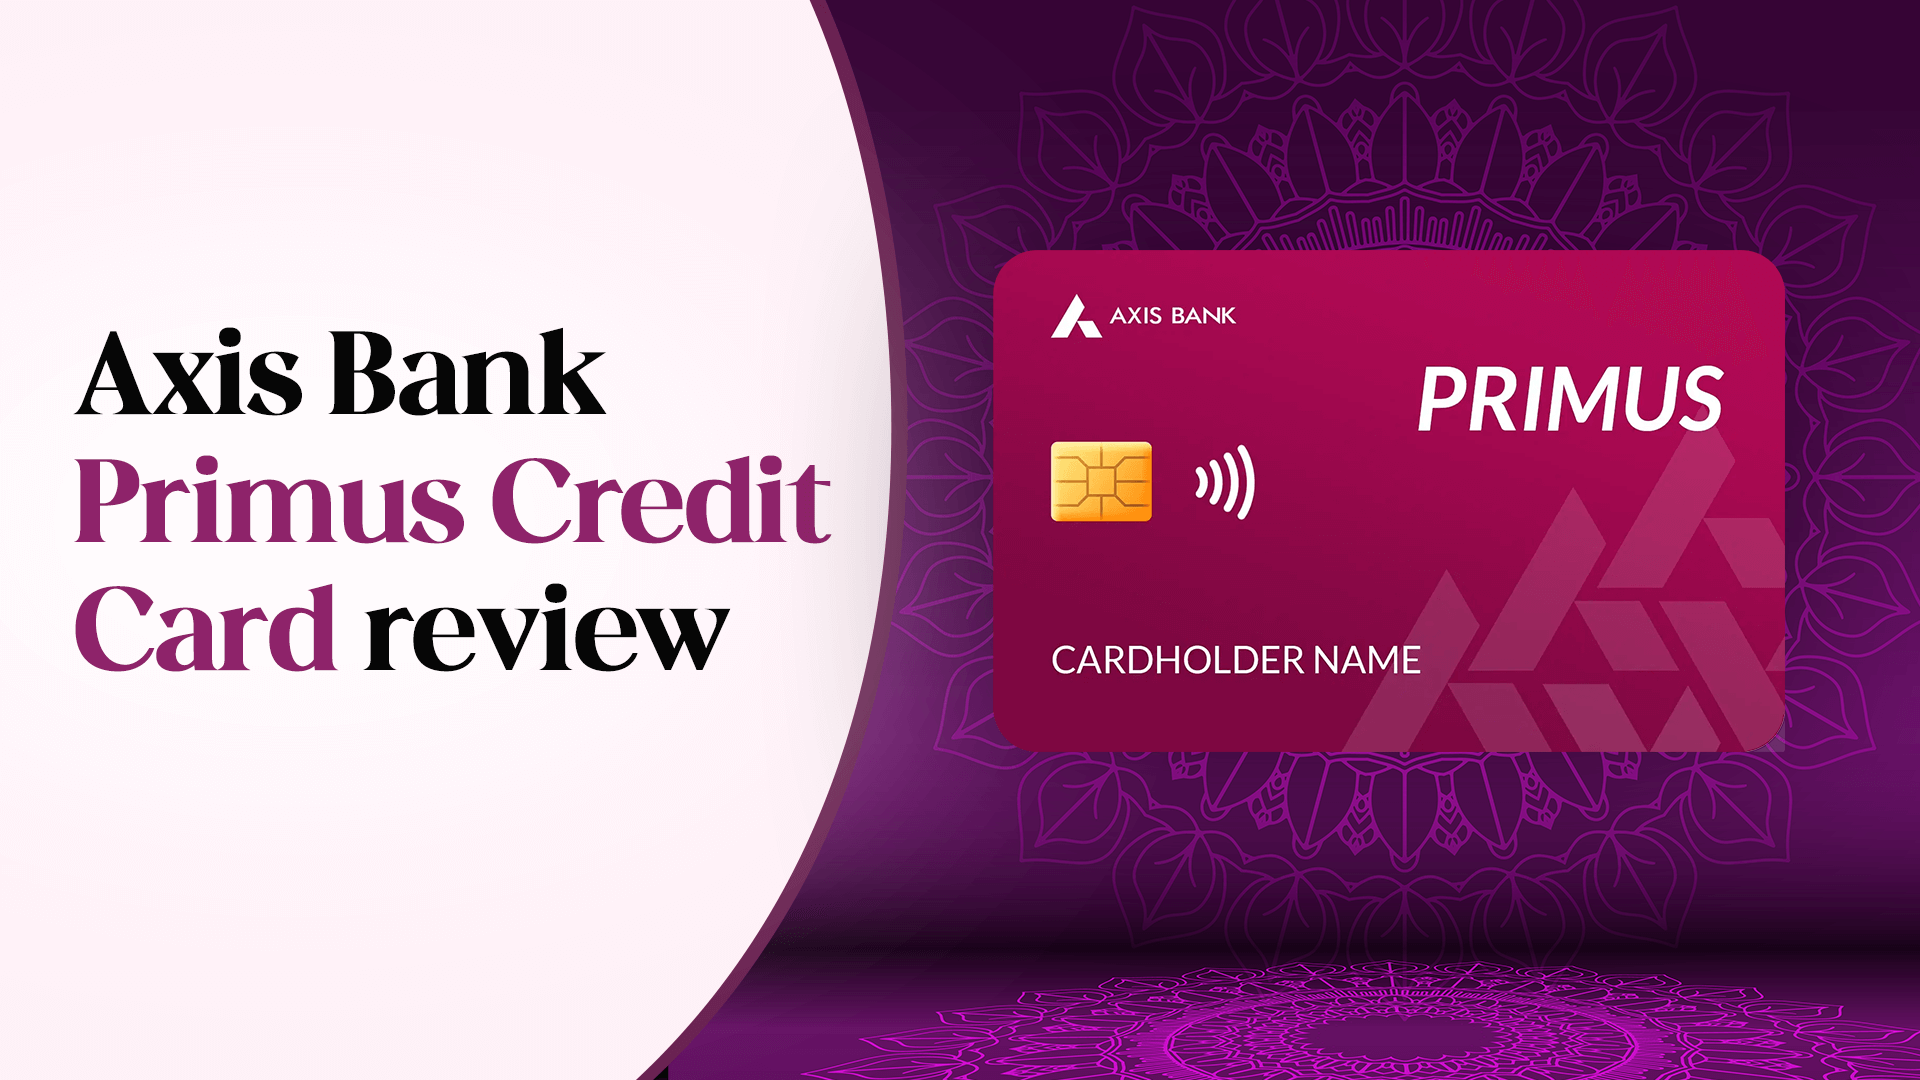 Axis Bank
Primus Credit
Card review
AXIS BANK
PRIMUS
CARDHOLDER NAME